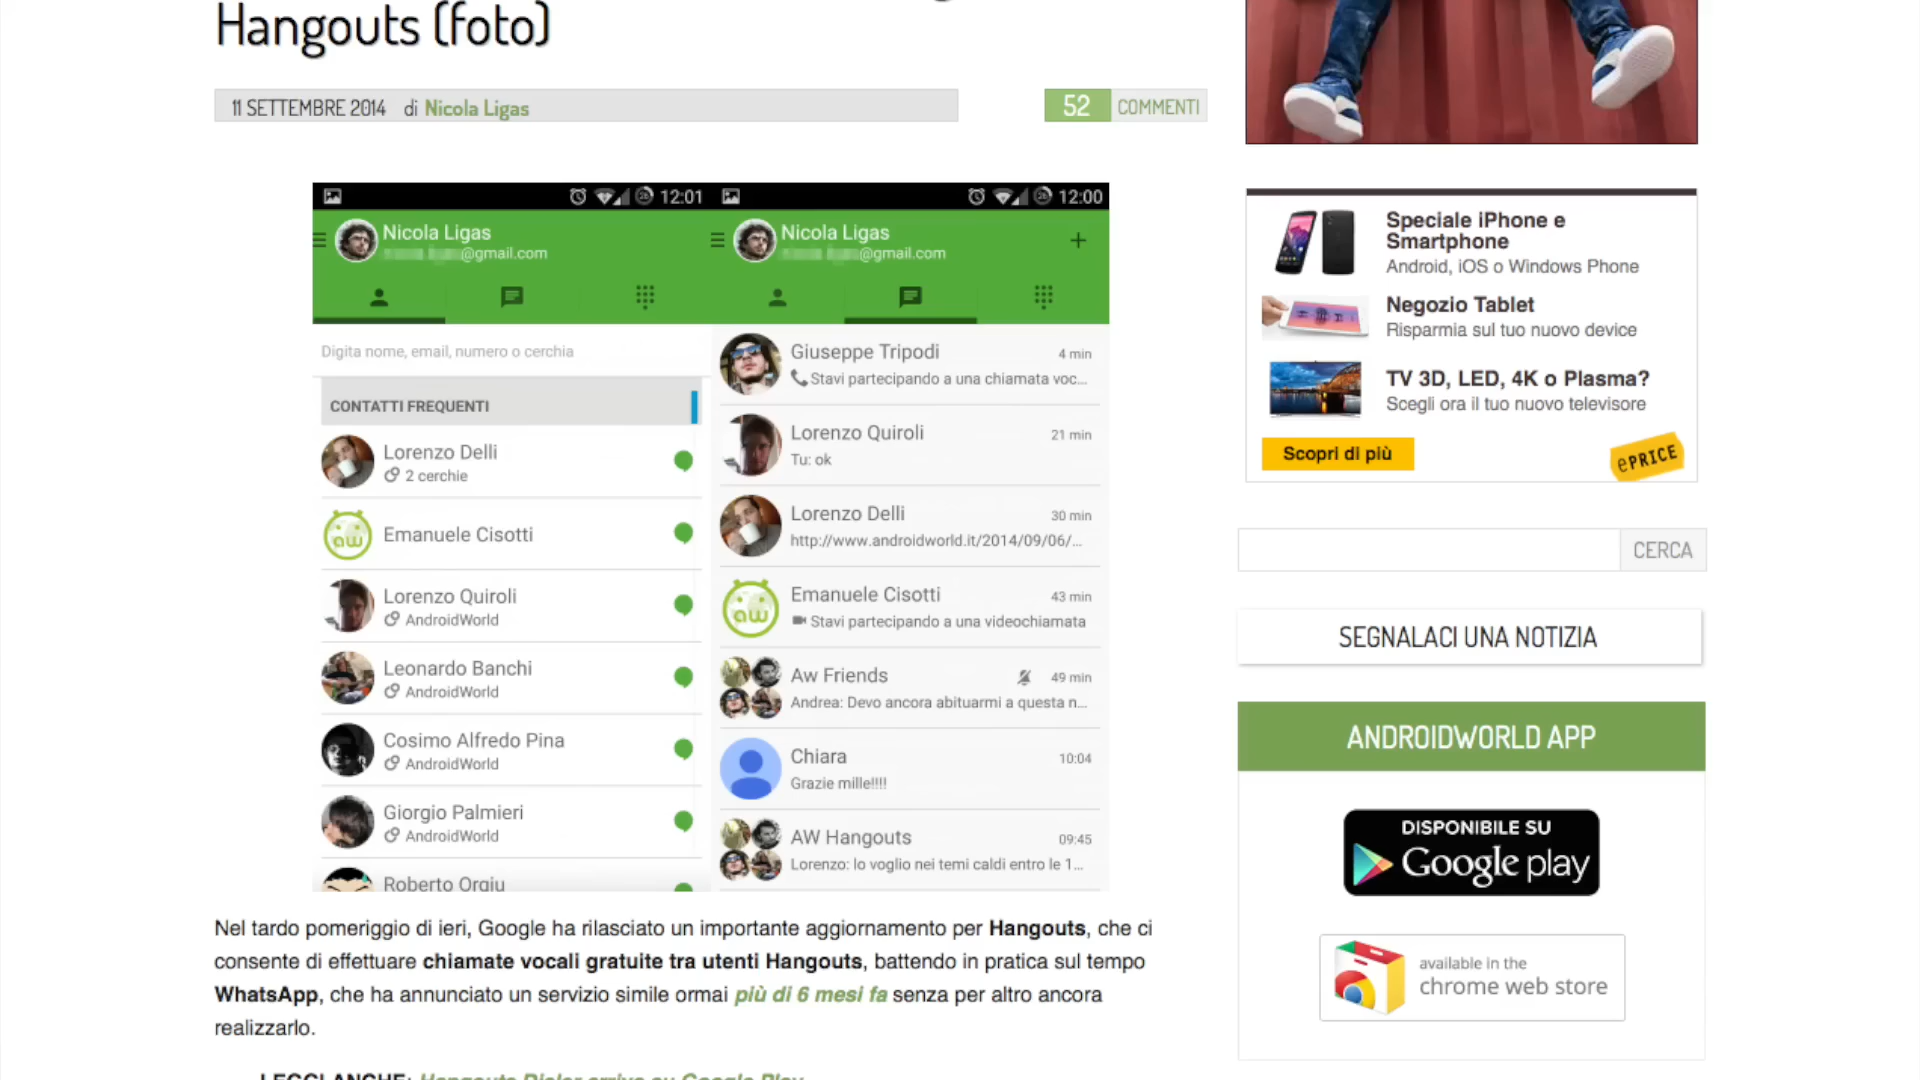 Hangouts (foto)
11 SETTEMBRE 2014 di Nicola Ligas
52 COMMENTI
12:01
Nicola Ligas
@gmail.com
Digita nome, email, numero o cerchia
CONTATTI FREQUENTI
Lorenzo Delli
2 cerchie
Emanuele Cisotti
Lorenzo Quiroli
AndroidWorld
Leonardo Banchi
AndroidWorld
Cosimo Alfredo Pina
AndroidWorld
Giorgio Palmieri
AndroidWorld
Roberto Orgiu
12:00
Nicola Ligas
@gmail.com
Giuseppe Tripodi 4 min
Stavi partecipando a una chiamata voc...
Lorenzo Quiroli 21 min
Tu: ok
Lorenzo Delli 30 min
http://www.androidworld.it/2014/09/06/...
aw Emanuele Cisotti 43 min
Stavi partecipando a una videochiamata
Aw Friends 49 min
Andrea: Devo ancora abituarmi a questa n...
Chiara 10:04
Grazie mille!!!!
AW Hangouts 09:45
Lorenzo: lo voglio nei temi caldi entro le 1...
Nel tardo pomeriggio di ieri, Google ha rilasciato un importante aggiornamento per Hangouts, che ci
consente di effettuare chiamate vocali gratuite tra utenti Hangouts, battendo in pratica sul tempo
WhatsApp, che ha annunciato un servizio simile ormai più di 6 mesi fa senza per altro ancora
realizzarlo.
LEGGI ANCHE: Hangouts Dialer arriva su Google Play
Speciale iPhone e
Smartphone
Android, iOS o Windows Phone
Negozio Tablet
Risparmia sul tuo nuovo device
TV 3D, LED, 4K o Plasma?
Scegli ora il tuo nuovo televisore
Scopri di più
ePRICE
CERCA
SEGNALACI UNA NOTIZIA
ANDROIDWORLD APP
DISPONIBILE SU
Google play
available in the
chrome web store